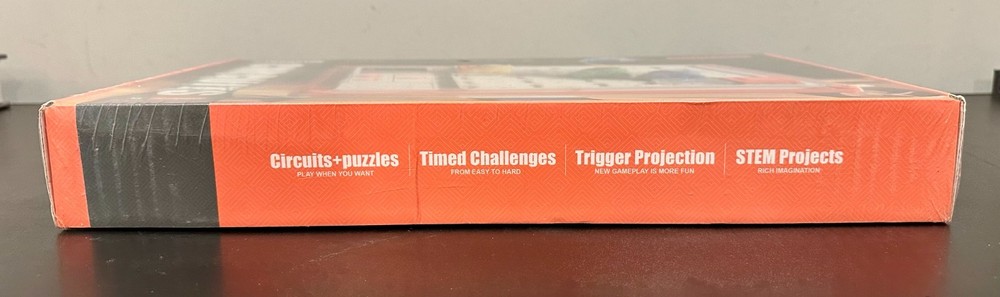 Circuits+puzzles
PLAY WHEN YOU WANT
Timed Challenges
FROM EASY TO HARD
Trigger Projection
NEW GAMEPLAY IS MORE FUN
STEM Projects
RICH IMAGINATION